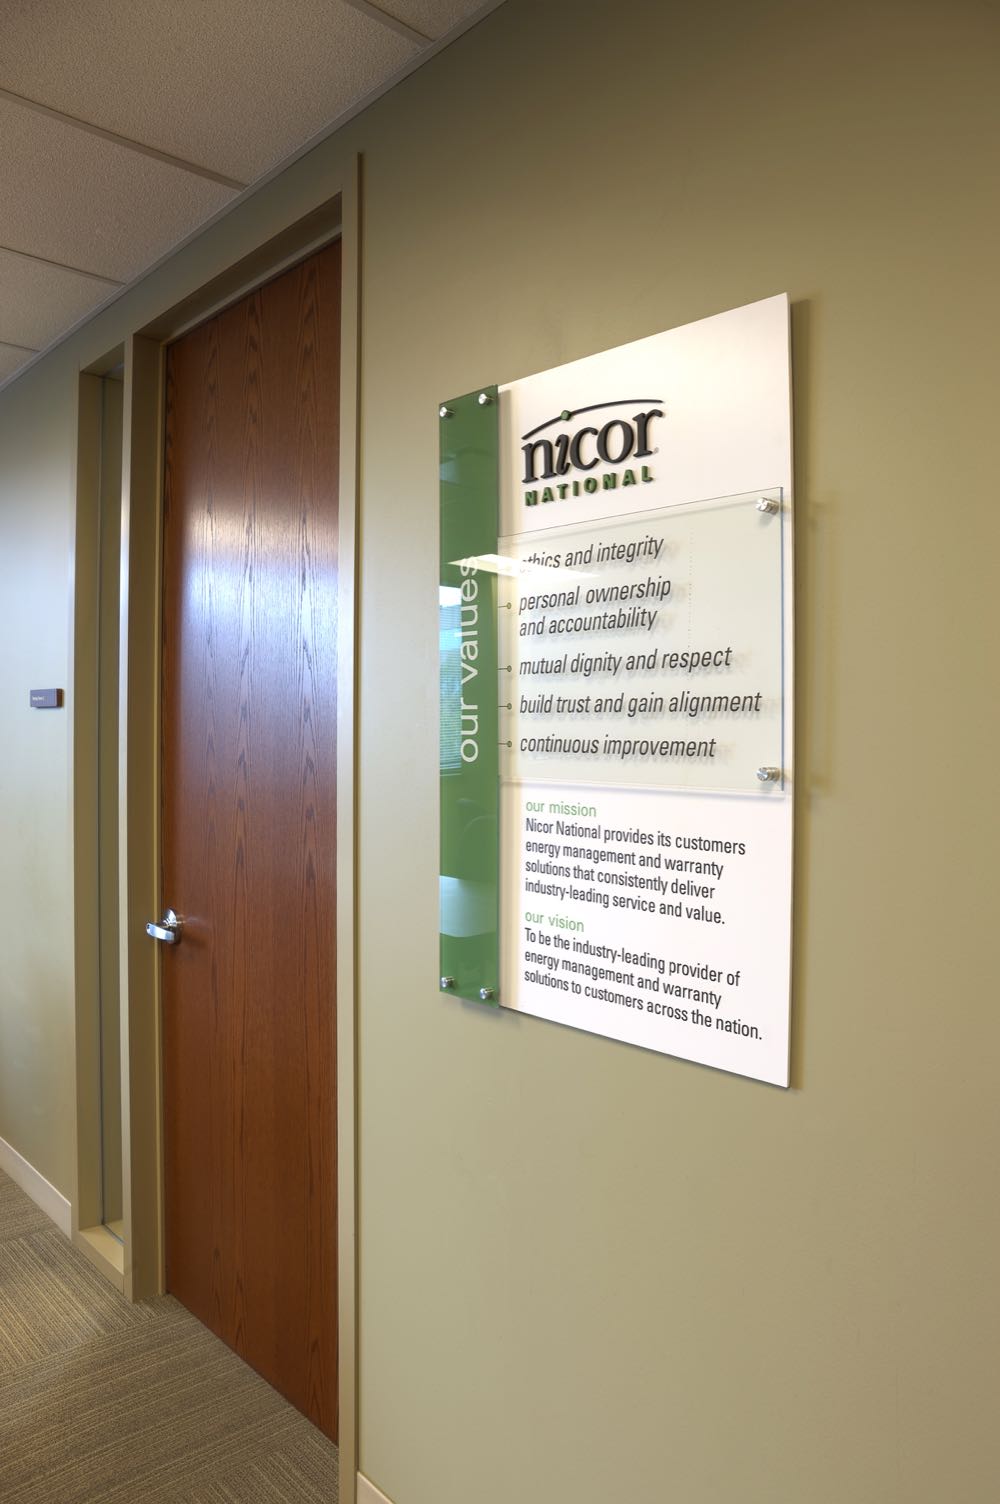 nicor
NATIONAL
our values
ethics and integrity
personal ownership
and accountability
mutual dignity and respect
build trust and gain alignment
continuous improvement
our mission
Nicor National provides its customers
energy management and warranty
solutions that consistently deliver
industry-leading service and value.
our vision
To be the industry-leading provider of
energy management and warranty
solutions to customers across the nation.